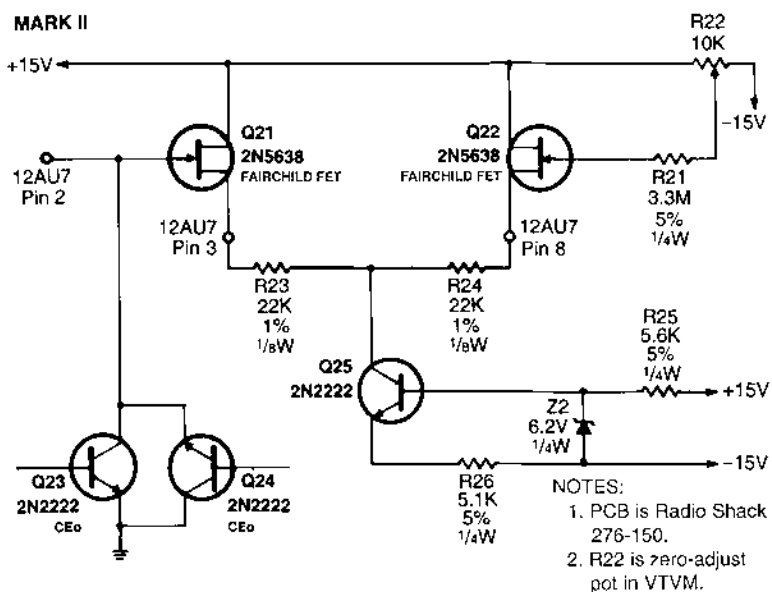 MARK II
R22
10K
+15V
-15V
Q21
2N5638
FAIRCHILD FET
Q22
2N5638
FAIRCHILD FET
12AU7
Pin 2
R21
3.3M
5%
1/4W
12AU7
Pin 3
12AU7
Pin 8
R23
22K
1%
1/8W
R24
22K
1%
1/8W
R25
5.6K
5%
1/4W
+15V
Q25
2N2222
Z2
6.2V
1/4W
-15V
R26
5.1K
5%
1/4W
Q23
2N2222
CEo
Q24
2N2222
CEo
NOTES:
1. PCB is Radio Shack
276-150.
2. R22 is zero-adjust
pot in VTVM.